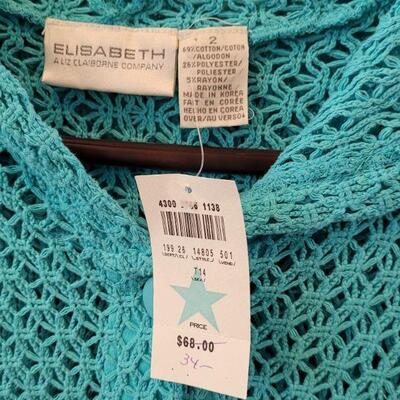 ELISABETH
A LIZ CLAIBORNE COMPANY
2
69%COTTON/COTON
/ALGODON
26%POLYESTER/
POLIESTER
5%RAYON/
RAYONNE
MADE IN KOREA
FAIT EN CORÉE
HECHO EN COREA
OVER/AU VERSO/
4300 1138
199 26 14805 501
T14
PRICE
$68.00
34-